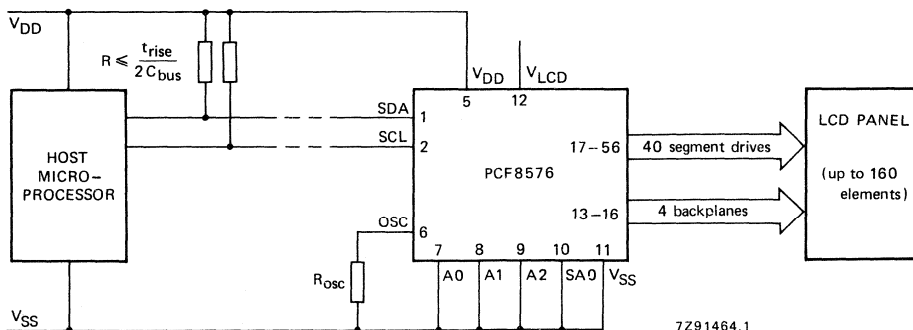 VDD
R ≤ trise / 2 Cbus
VDD
VLCD
5
12
HOST
MICRO-
PROCESSOR
SDA
1
SCL
2
PCF8576
17–56
40 segment drives
13–16
4 backplanes
LCD PANEL
(up to 160
elements)
OSC
6
Rosc
7
8
9
10
11
A0
A1
A2
SA0
VSS
VSS
7Z91464.1